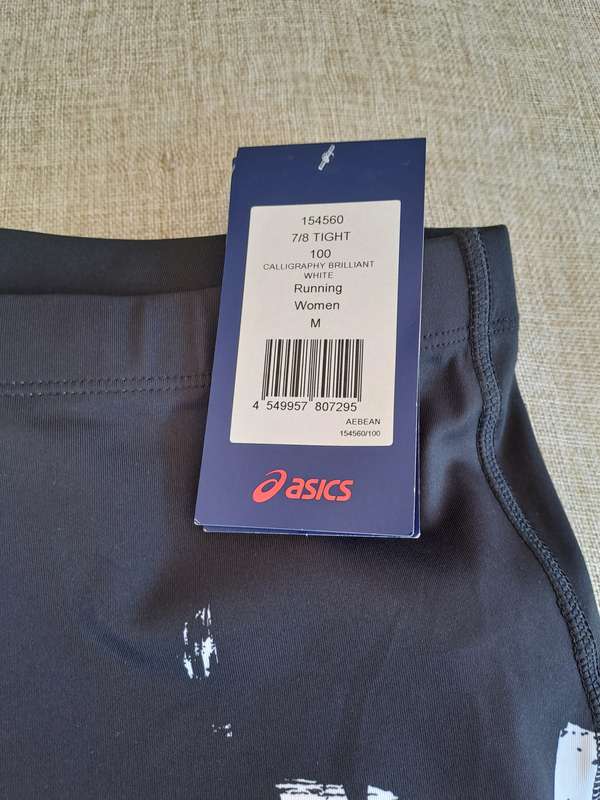 154560
7/8 TIGHT
100
CALLIGRAPHY BRILLIANT
WHITE
Running
Women
M
4 549957 807295
AEBEAN
154560/100
asics